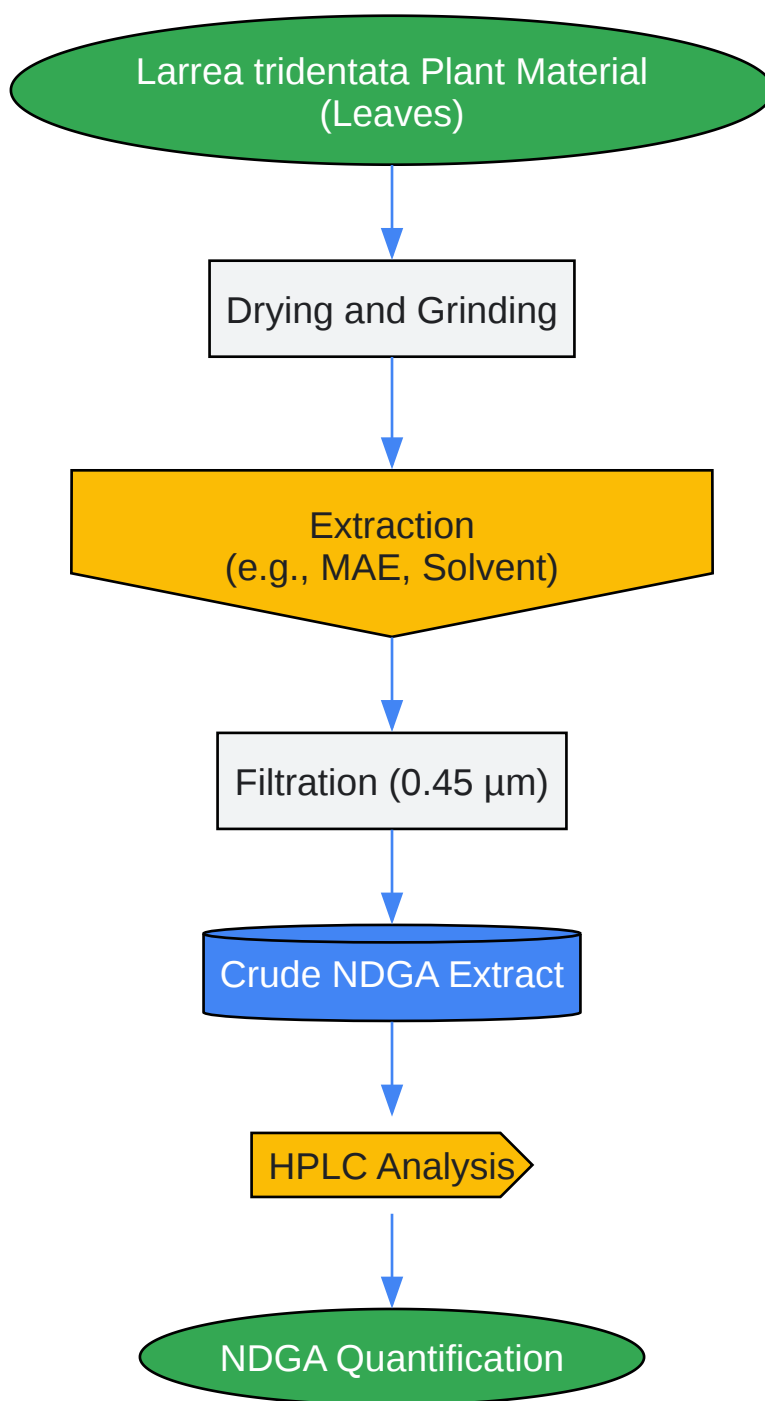 Larrea tridentata Plant Material
(Leaves)
Drying and Grinding
Extraction
(e.g., MAE, Solvent)
Filtration (0.45 µm)
Crude NDGA Extract
HPLC Analysis
NDGA Quantification